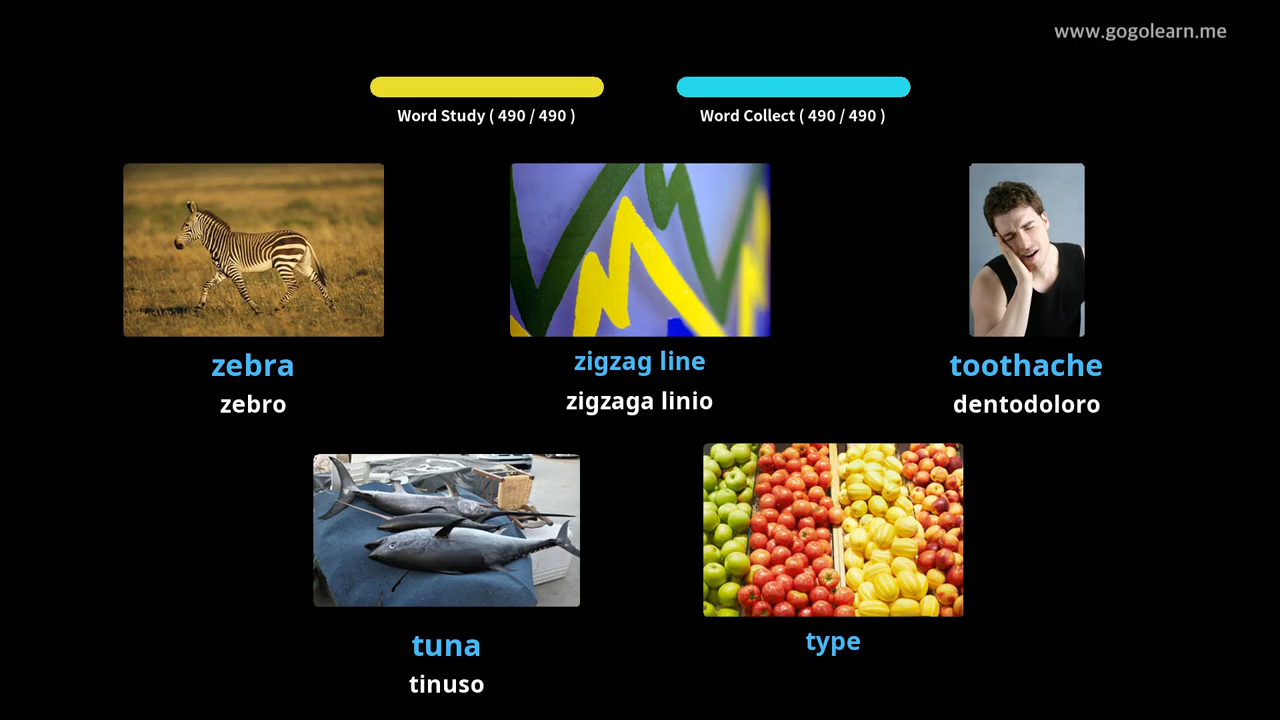 www.gogolearn.me
Word Study ( 490 / 490 )
Word Collect ( 490 / 490 )
zebra
zebro
zigzag line
zigzaga linio
toothache
dentodoloro
tuna
tinuso
type